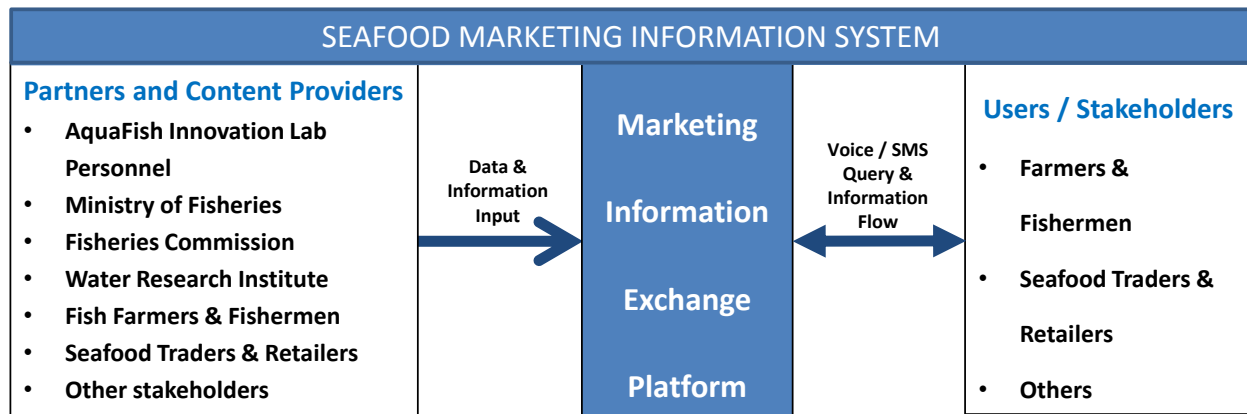 SEAFOOD MARKETING INFORMATION SYSTEM
Partners and Content Providers
• AquaFish Innovation Lab
Personnel
• Ministry of Fisheries
• Fisheries Commission
• Water Research Institute
• Fish Farmers & Fishermen
• Seafood Traders & Retailers
• Other stakeholders
Data &
Information
Input
Marketing
Information
Exchange
Platform
Voice / SMS
Query &
Information
Flow
Users / Stakeholders
• Farmers &
Fishermen
• Seafood Traders &
Retailers
• Others